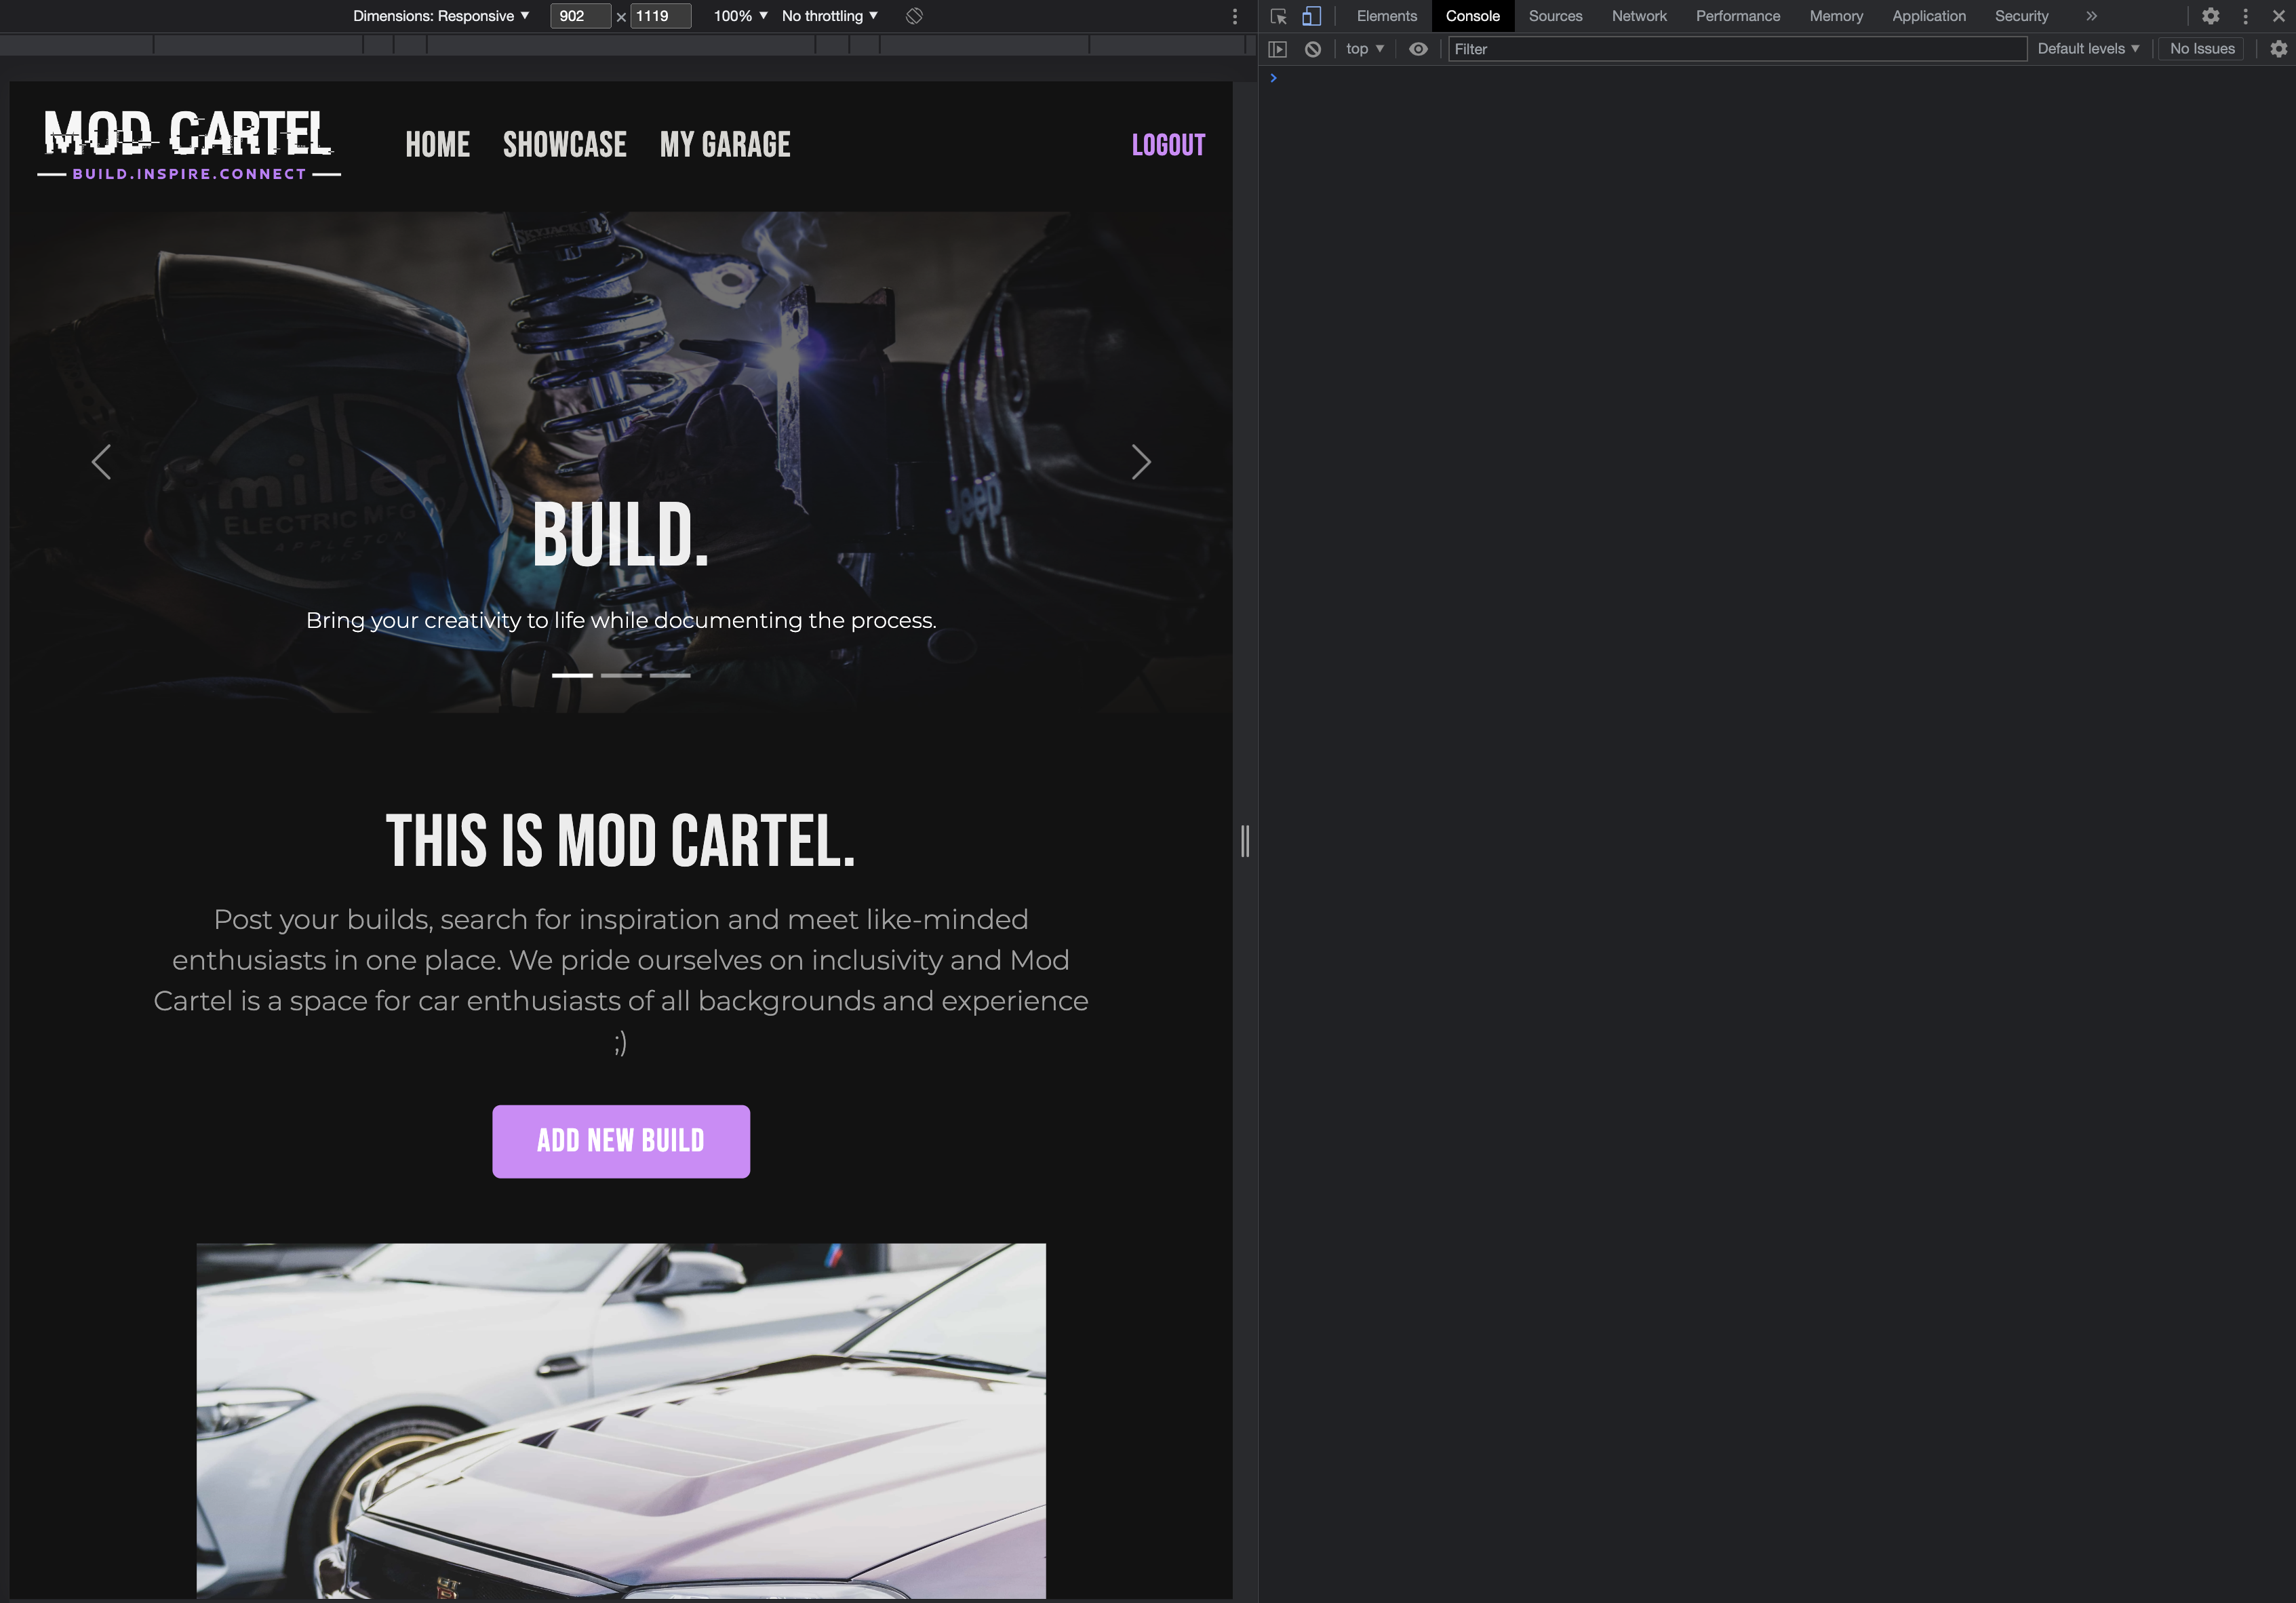 Dimensions: Responsive ▼ 902 × 1119 100% ▼ No throttling ▼
Elements Console Sources Network Performance Memory Application Security »
top ▼ Filter Default levels ▼ No Issues
MOD CARTEL
BUILD.INSPIRE.CONNECT
HOME SHOWCASE MY GARAGE LOGOUT
SKYJACKER
miller
ELECTRIC MFG
APPLETON
WIS
Jeep
BUILD.
Bring your creativity to life while documenting the process.
THIS IS MOD CARTEL.
Post your builds, search for inspiration and meet like-minded
enthusiasts in one place. We pride ourselves on inclusivity and Mod
Cartel is a space for car enthusiasts of all backgrounds and experience
;)
ADD NEW BUILD
GT